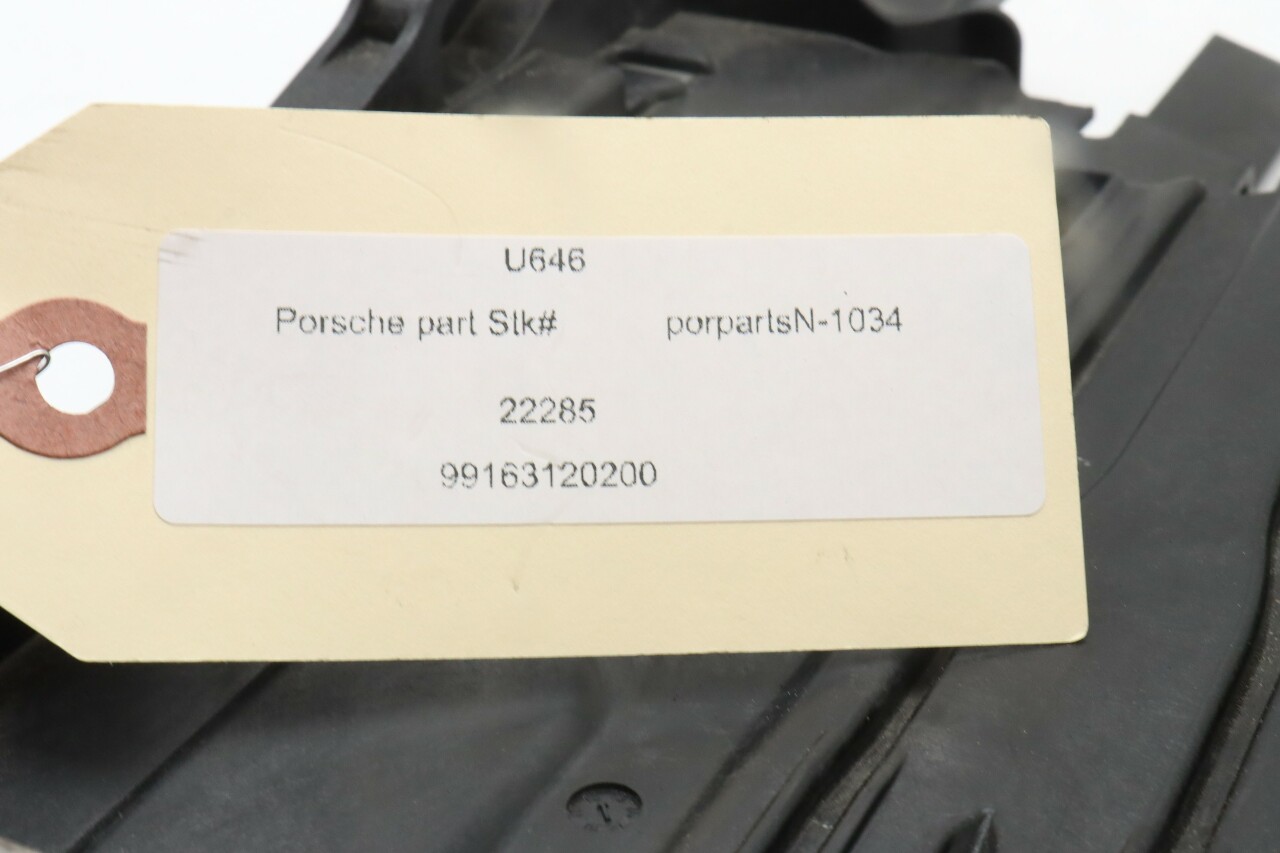 U646
Porsche part Stk# porpartsN-1034
22285
99163120200